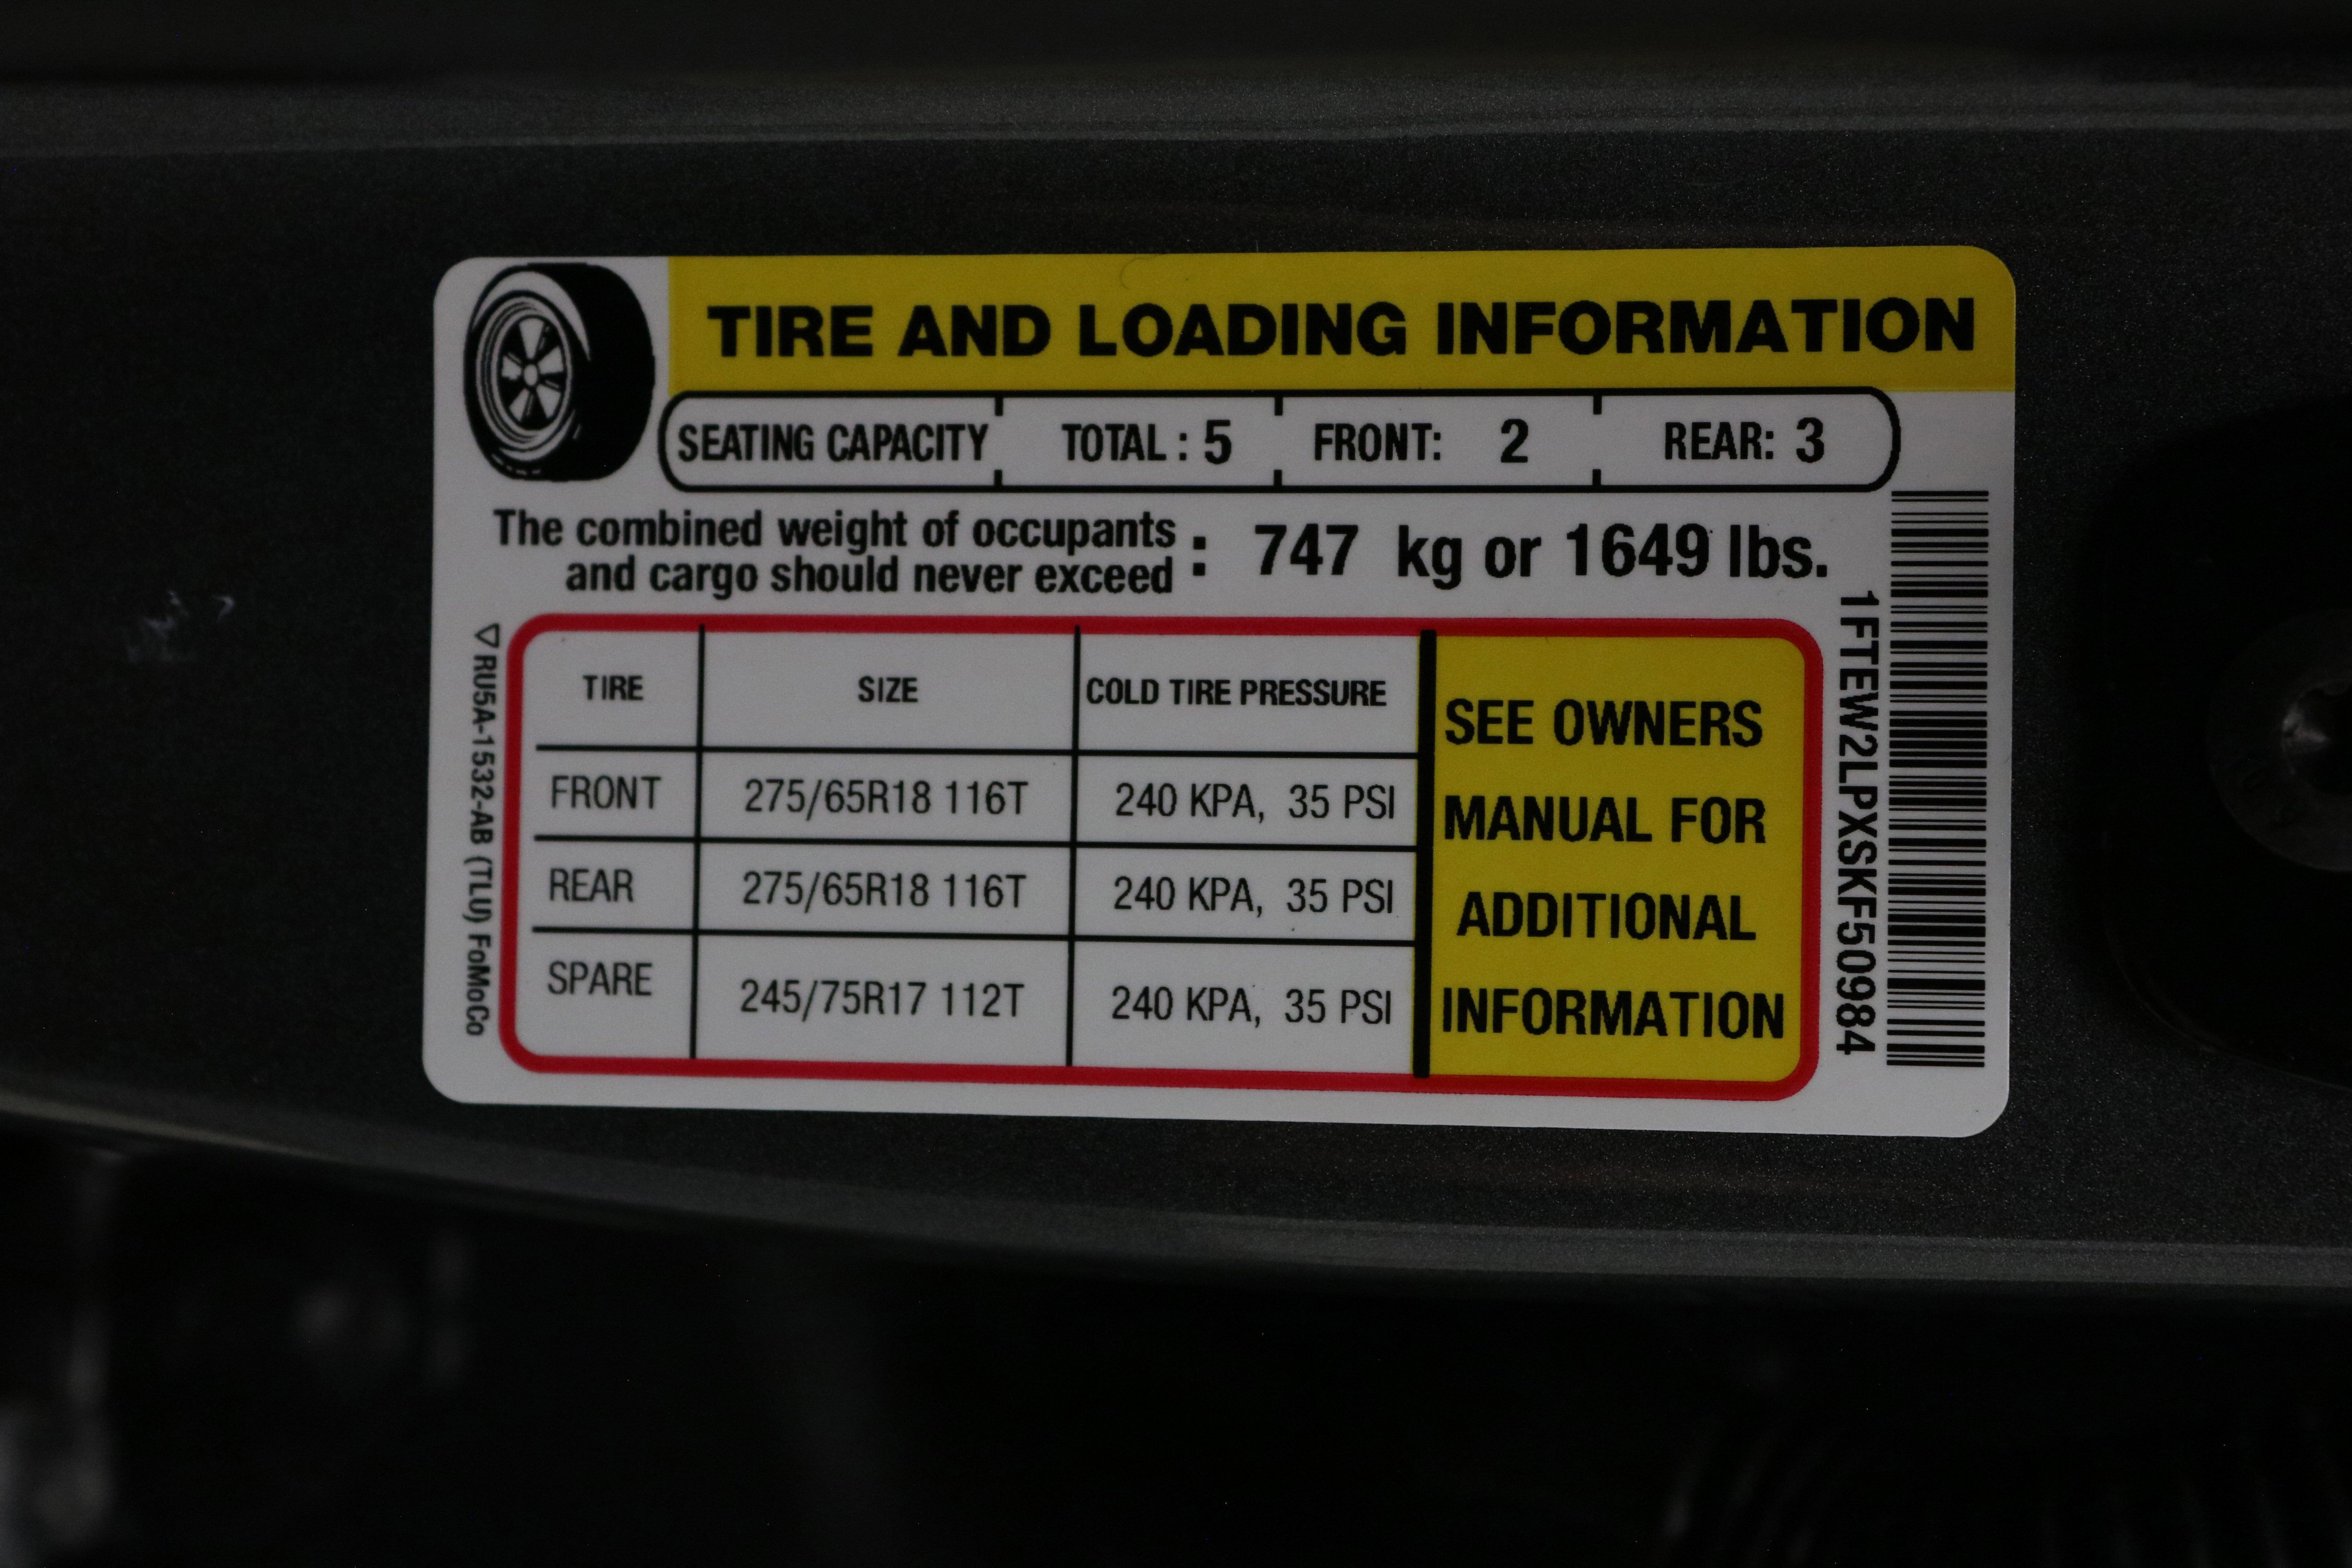 TIRE AND LOADING INFORMATION
SEATING CAPACITY TOTAL : 5 FRONT: 2 REAR: 3
The combined weight of occupants
and cargo should never exceed : 747 kg or 1649 lbs.
TIRE SIZE COLD TIRE PRESSURE
FRONT 275/65R18 116T 240 KPA, 35 PSI
REAR 275/65R18 116T 240 KPA, 35 PSI
SPARE 245/75R17 112T 240 KPA, 35 PSI
SEE OWNERS
MANUAL FOR
ADDITIONAL
INFORMATION
1FTEW2LPXSKF50984
RU5A-1532-AB (TLU) FoMoCo